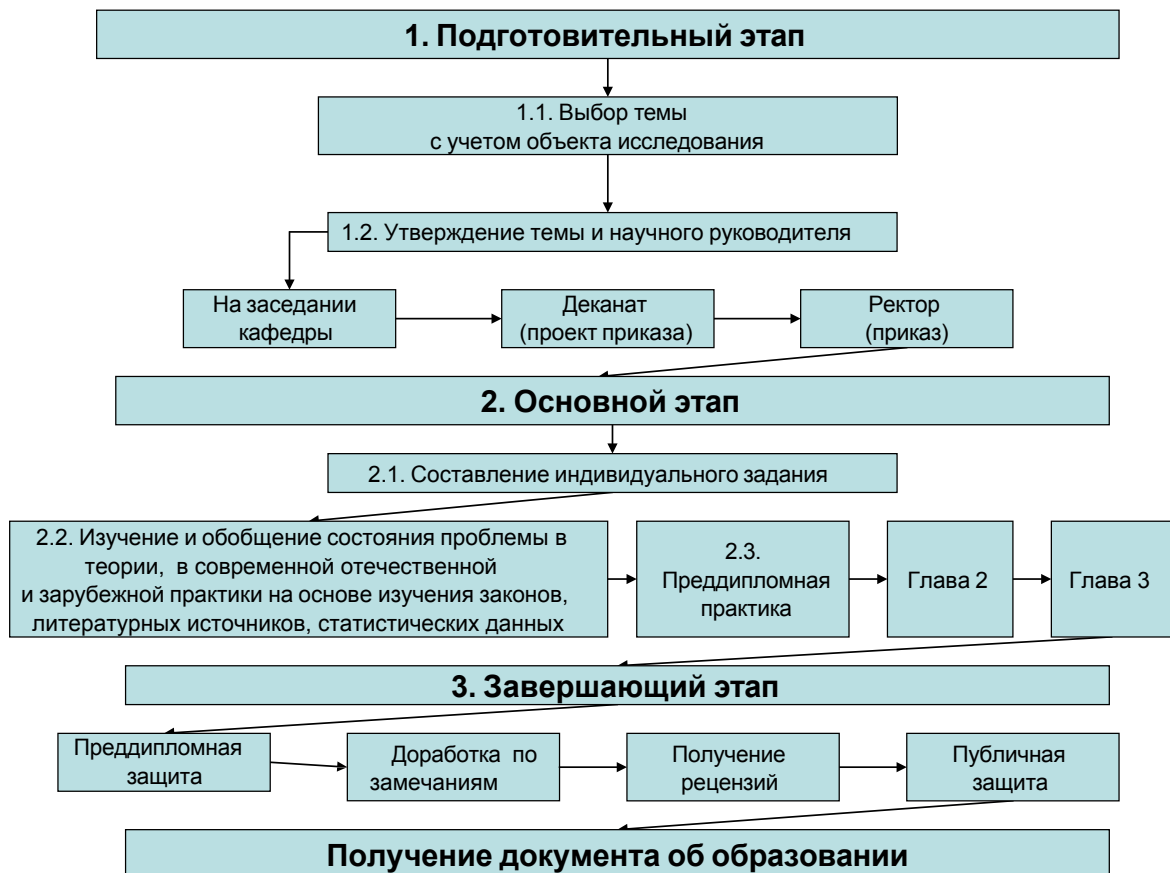 1. Подготовительный этап
1.1. Выбор темы
с учетом объекта исследования
1.2. Утверждение темы и научного руководителя
На заседании
кафедры
Деканат
(проект приказа)
Ректор
(приказ)
2. Основной этап
2.1. Составление индивидуального задания
2.2. Изучение и обобщение состояния проблемы в
теории, в современной отечественной
и зарубежной практики на основе изучения законов,
литературных источников, статистических данных
2.3.
Преддипломная
практика
Глава 2
Глава 3
3. Завершающий этап
Преддипломная
защита
Доработка по
замечаниям
Получение
рецензий
Публичная
защита
Получение документа об образовании